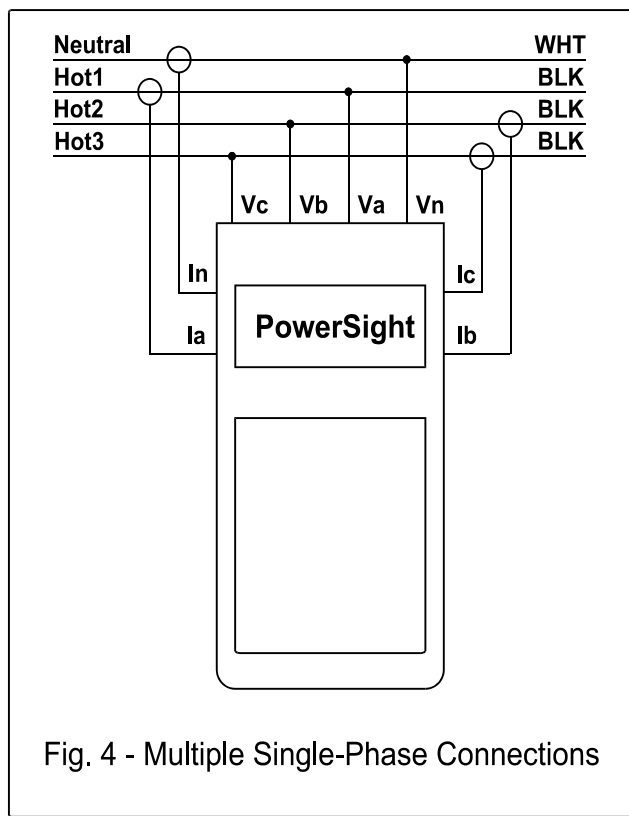 Neutral WHT
Hot1 BLK
Hot2 BLK
Hot3 BLK
Vc Vb Va Vn
In Ic
PowerSight
Ia Ib
Fig. 4 - Multiple Single-Phase Connections